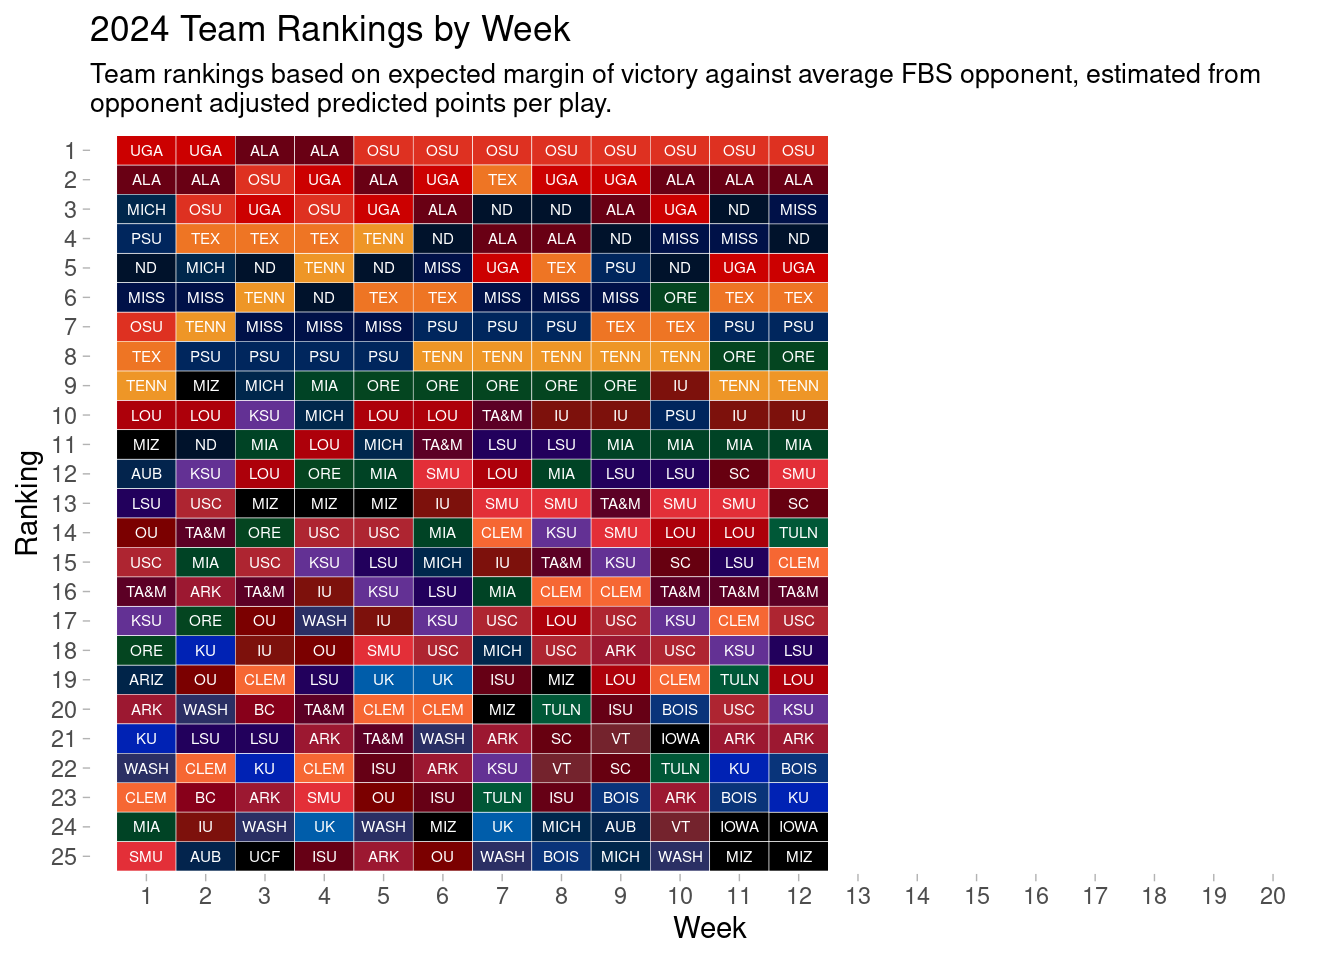 2024 Team Rankings by Week
Team rankings based on expected margin of victory against average FBS opponent, estimated from
opponent adjusted predicted points per play.
Ranking
1 UGA UGA ALA ALA OSU OSU OSU OSU OSU OSU OSU OSU
2 ALA ALA OSU UGA ALA UGA TEX UGA UGA ALA ALA ALA
3 MICH OSU UGA OSU UGA ALA ND ND ALA UGA ND MISS
4 PSU TEX TEX TEX TENN ND ALA ALA ND MISS MISS ND
5 ND MICH ND TENN ND MISS UGA TEX PSU ND UGA UGA
6 MISS MISS TENN ND TEX TEX MISS MISS MISS ORE TEX TEX
7 OSU TENN MISS MISS MISS PSU PSU PSU TEX TEX PSU PSU
8 TEX PSU PSU PSU PSU TENN TENN TENN TENN TENN ORE ORE
9 TENN MIZ MICH MIA ORE ORE ORE ORE ORE IU TENN TENN
10 LOU LOU KSU MICH LOU LOU TA&M IU IU PSU IU IU
11 MIZ ND MIA LOU MICH TA&M LSU LSU MIA MIA MIA MIA
12 AUB KSU LOU ORE MIA SMU LOU MIA LSU LSU SC SMU
13 LSU USC MIZ MIZ MIZ IU SMU SMU TA&M SMU SMU SC
14 OU TA&M ORE USC USC MIA CLEM KSU SMU LOU LOU TULN
15 USC MIA USC KSU LSU MICH IU TA&M KSU SC LSU CLEM
16 TA&M ARK TA&M IU KSU LSU MIA CLEM CLEM TA&M TA&M TA&M
17 KSU ORE OU WASH IU KSU USC LOU USC KSU CLEM USC
18 ORE KU IU OU SMU USC MICH USC ARK USC KSU LSU
19 ARIZ OU CLEM LSU UK UK ISU MIZ LOU CLEM TULN LOU
20 ARK WASH BC TA&M CLEM CLEM MIZ TULN ISU BOIS USC KSU
21 KU LSU LSU ARK TA&M WASH ARK SC VT IOWA ARK ARK
22 WASH CLEM KU CLEM ISU ARK KSU VT SC TULN KU BOIS
23 CLEM BC ARK SMU OU ISU TULN ISU BOIS ARK BOIS KU
24 MIA IU WASH UK WASH MIZ UK MICH AUB VT IOWA IOWA
25 SMU AUB UCF ISU ARK OU WASH BOIS MICH WASH MIZ MIZ
1 2 3 4 5 6 7 8 9 10 11 12 13 14 15 16 17 18 19 20
Week